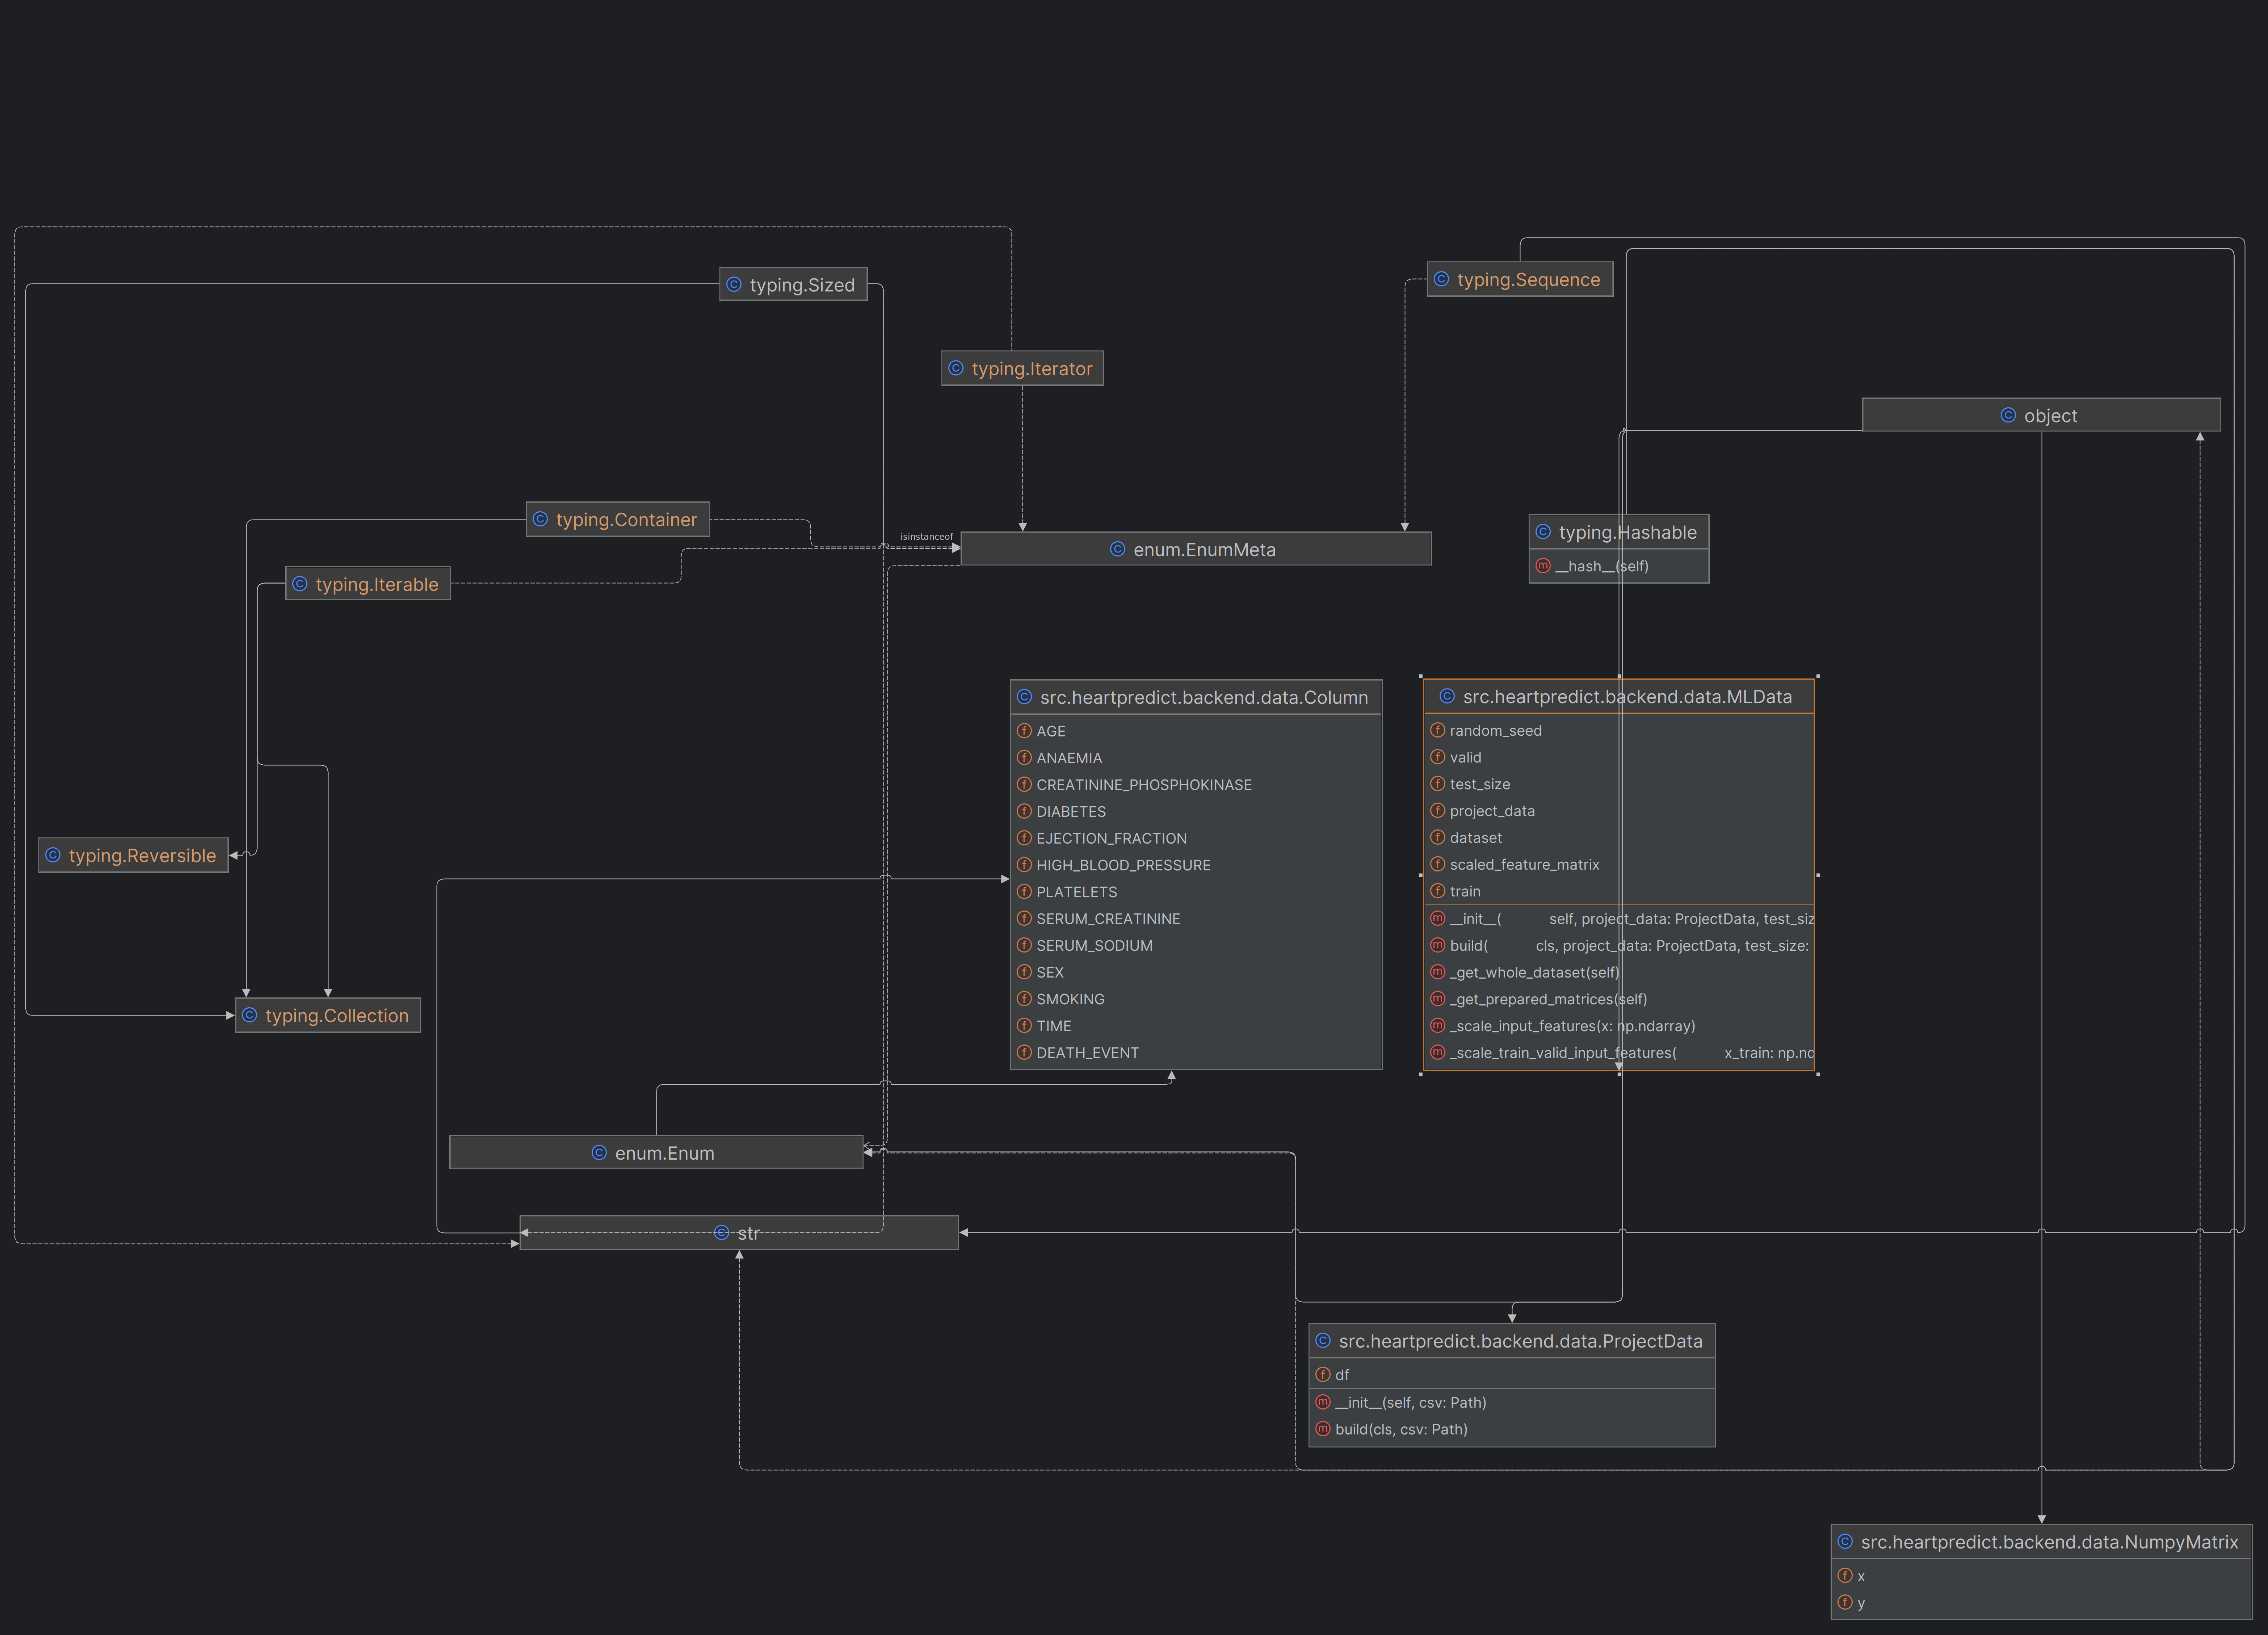 typing.Sized
typing.Sequence
typing.Iterator
object
typing.Container
typing.Hashable
__hash__(self)
isinstanceof
enum.EnumMeta
typing.Iterable
src.heartpredict.backend.data.Column
AGE
ANAEMIA
CREATININE_PHOSPHOKINASE
DIABETES
EJECTION_FRACTION
HIGH_BLOOD_PRESSURE
PLATELETS
SERUM_CREATININE
SERUM_SODIUM
SEX
SMOKING
TIME
DEATH_EVENT
src.heartpredict.backend.data.MLData
random_seed
valid
test_size
project_data
dataset
scaled_feature_matrix
train
__init__( self, project_data: ProjectData, test_siz
build( cls, project_data: ProjectData, test_size:
_get_whole_dataset(self)
_get_prepared_matrices(self)
_scale_input_features(x: np.ndarray)
_scale_train_valid_input_features( x_train: np.nd
typing.Reversible
typing.Collection
enum.Enum
str
src.heartpredict.backend.data.ProjectData
df
__init__(self, csv: Path)
build(cls, csv: Path)
src.heartpredict.backend.data.NumpyMatrix
x
y